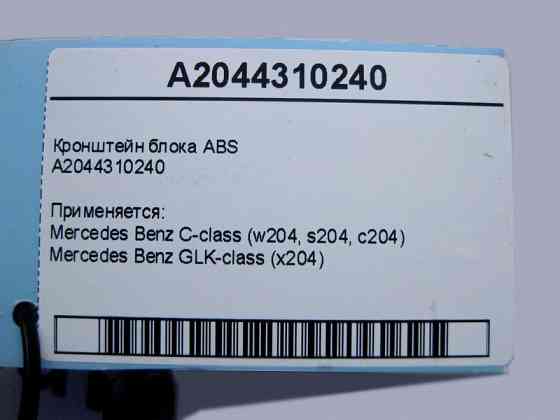 A2044310240
Кронштейн блока ABS
A2044310240
Применяется:
Mercedes Benz C-class (w204, s204, c204)
Mercedes Benz GLK-class (x204)